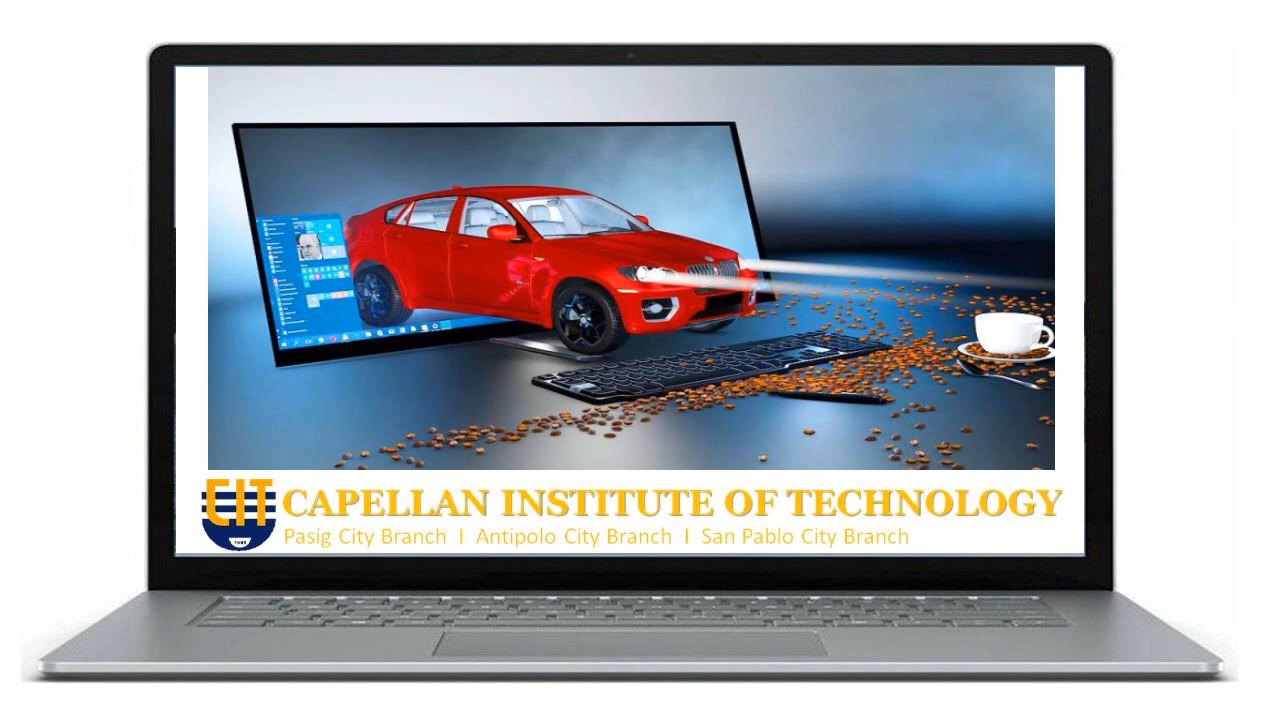 CIT CAPELLAN INSTITUTE OF TECHNOLOGY
Pasig City Branch I Antipolo City Branch I San Pablo City Branch